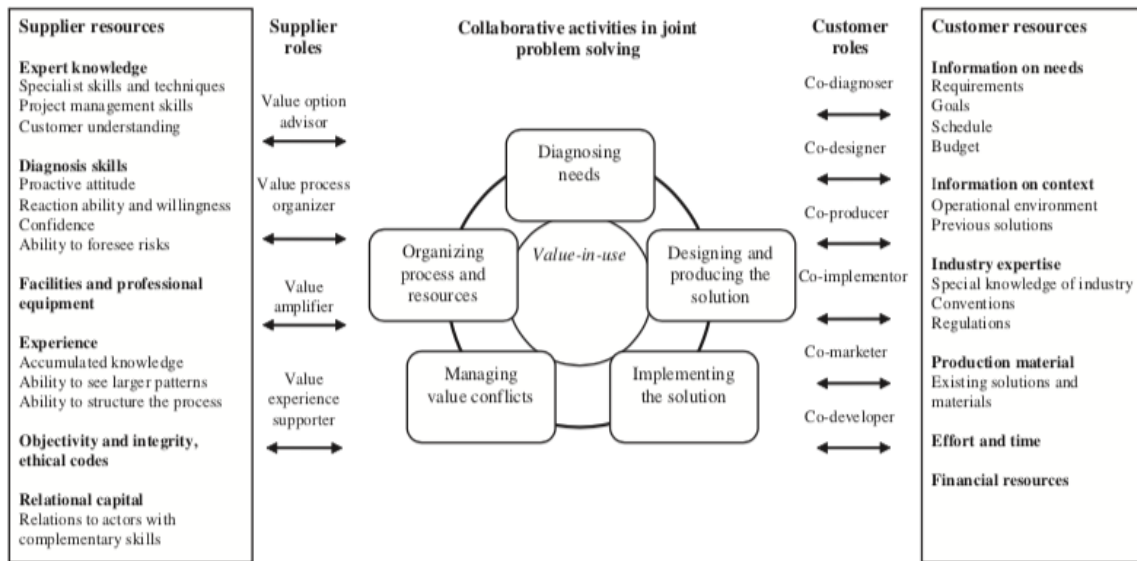 Supplier resources
Expert knowledge
Specialist skills and techniques
Project management skills
Customer understanding
Diagnosis skills
Proactive attitude
Reaction ability and willingness
Confidence
Ability to foresee risks
Facilities and professional
equipment
Experience
Accumulated knowledge
Ability to see larger patterns
Ability to structure the process
Objectivity and integrity,
ethical codes
Relational capital
Relations to actors with
complementary skills
Supplier
roles
Value option
advisor
Value process
organizer
Value
amplifier
Value
experience
supporter
Collaborative activities in joint
problem solving
Diagnosing
needs
Organizing
process and
resources
Value-in-use
Designing and
producing the
solution
Managing
value conflicts
Implementing
the solution
Customer
roles
Co-diagnoser
Co-designer
Co-producer
Co-implementor
Co-marketer
Co-developer
Customer resources
Information on needs
Requirements
Goals
Schedule
Budget
Information on context
Operational environment
Previous solutions
Industry expertise
Special knowledge of industry
Conventions
Regulations
Production material
Existing solutions and
materials
Effort and time
Financial resources